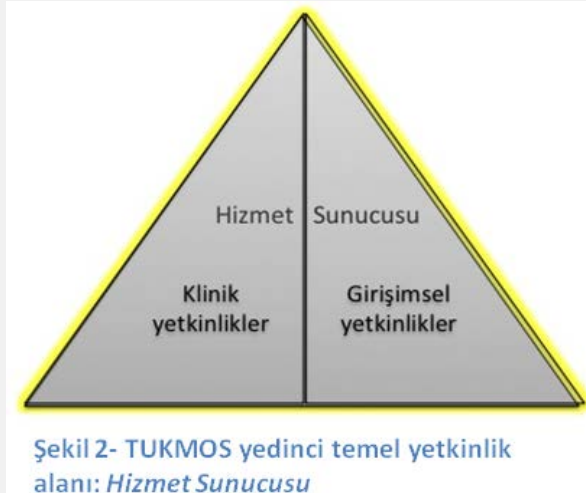 Hizmet Sunucusu
Klinik yetkinlikler
Girişimsel yetkinlikler
Şekil 2- TUKMOS yedinci temel yetkinlik
alanı: Hizmet Sunucusu